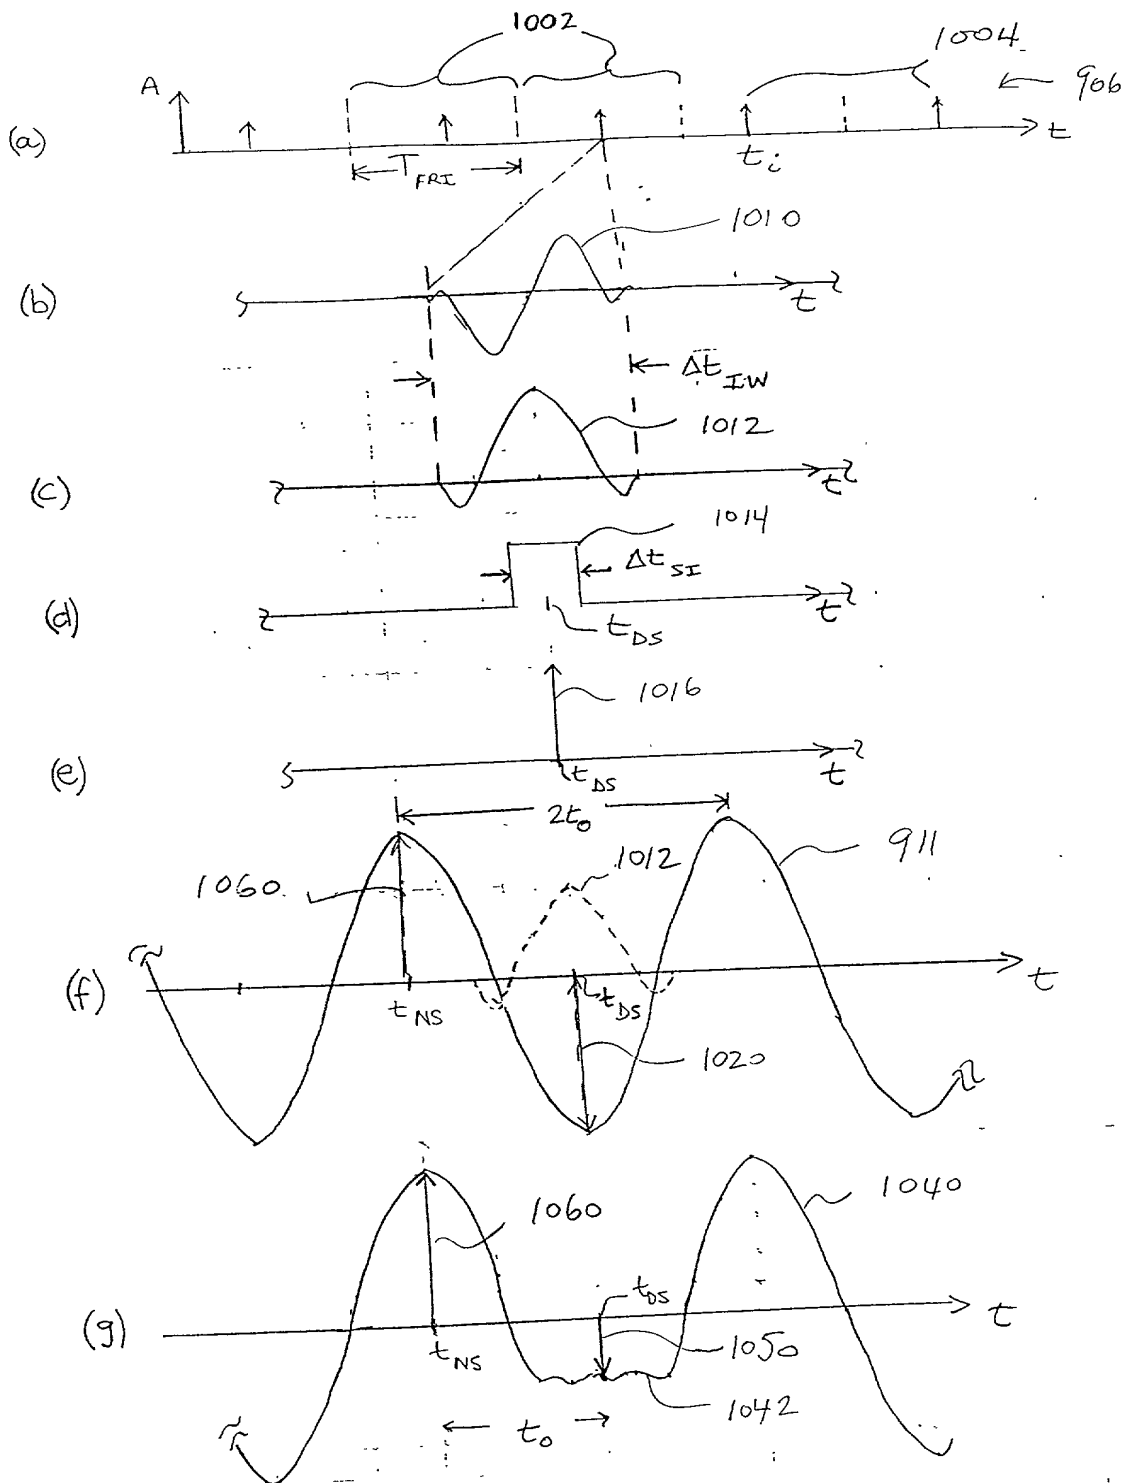 1002
1004
A
906
(a)
t
T_FRI
t_i
1010
(b)
t
Δt_IW
1012
(c)
t
1014
Δt_SI
(d)
t
t_DS
1016
(e)
t_DS
t
2t_0
911
1012
1060
(f)
t
t_NS
t_DS
1020
1040
1060
t_DS
t
(g)
t_NS
1050
1042
t_0